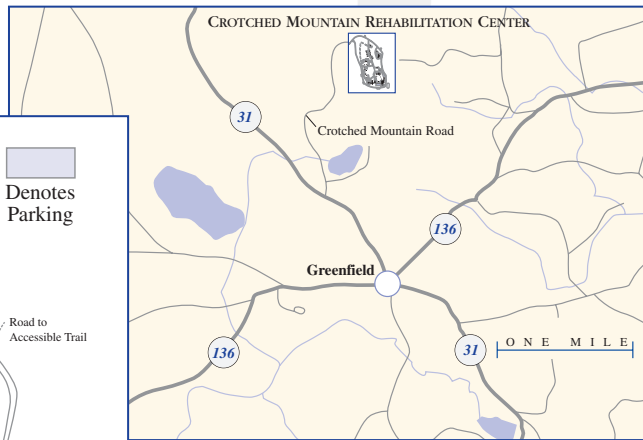 CROTCHED MOUNTAIN REHABILITATION CENTER
31
Crotched Mountain Road
Denotes
Parking
136
Greenfield
Road to
Accessible Trail
136
31
ONE MILE